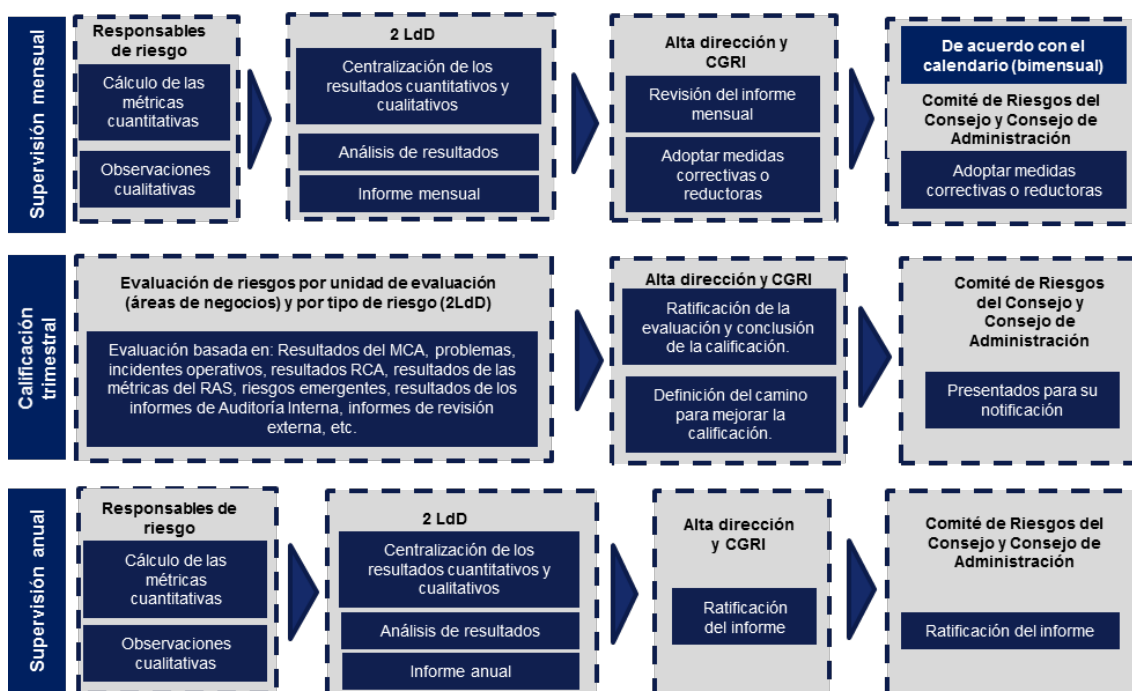 Supervisión mensual
Responsables
de riesgo
Cálculo de las
métricas
cuantitativas
Observaciones
cualitativas
2 LdD
Centralización de los
resultados cuantitativos y
cualitativos
Análisis de resultados
Informe mensual
Alta dirección y
CGRI
Revisión del informe
mensual
Adoptar medidas
correctivas o
reductoras
De acuerdo con el
calendario (bimensual)
Comité de Riesgos del
Consejo y Consejo de
Administración
Adoptar medidas
correctivas o reductoras
Calificación
trimestral
Evaluación de riesgos por unidad de evaluación
(áreas de negocios) y por tipo de riesgo (2LdD)
Evaluación basada en: Resultados del MCA, problemas,
incidentes operativos, resultados RCA, resultados de las
métricas del RAS, riesgos emergentes, resultados de los
informes de Auditoría Interna, informes de revisión
externa, etc.
Alta dirección y CGRI
Ratificación de la
evaluación y conclusión
de la calificación.
Definición del camino
para mejorar la
calificación.
Comité de Riesgos
del Consejo y
Consejo de
Administración
Presentados para su
notificación
Supervisión anual
Responsables de
riesgo
Cálculo de las
métricas
cuantitativas
Observaciones
cualitativas
2 LdD
Centralización de los
resultados cuantitativos y
cualitativos
Análisis de resultados
Informe anual
Alta dirección
y CGRI
Ratificación
del informe
Comité de Riesgos del
Consejo y Consejo de
Administración
Ratificación del informe